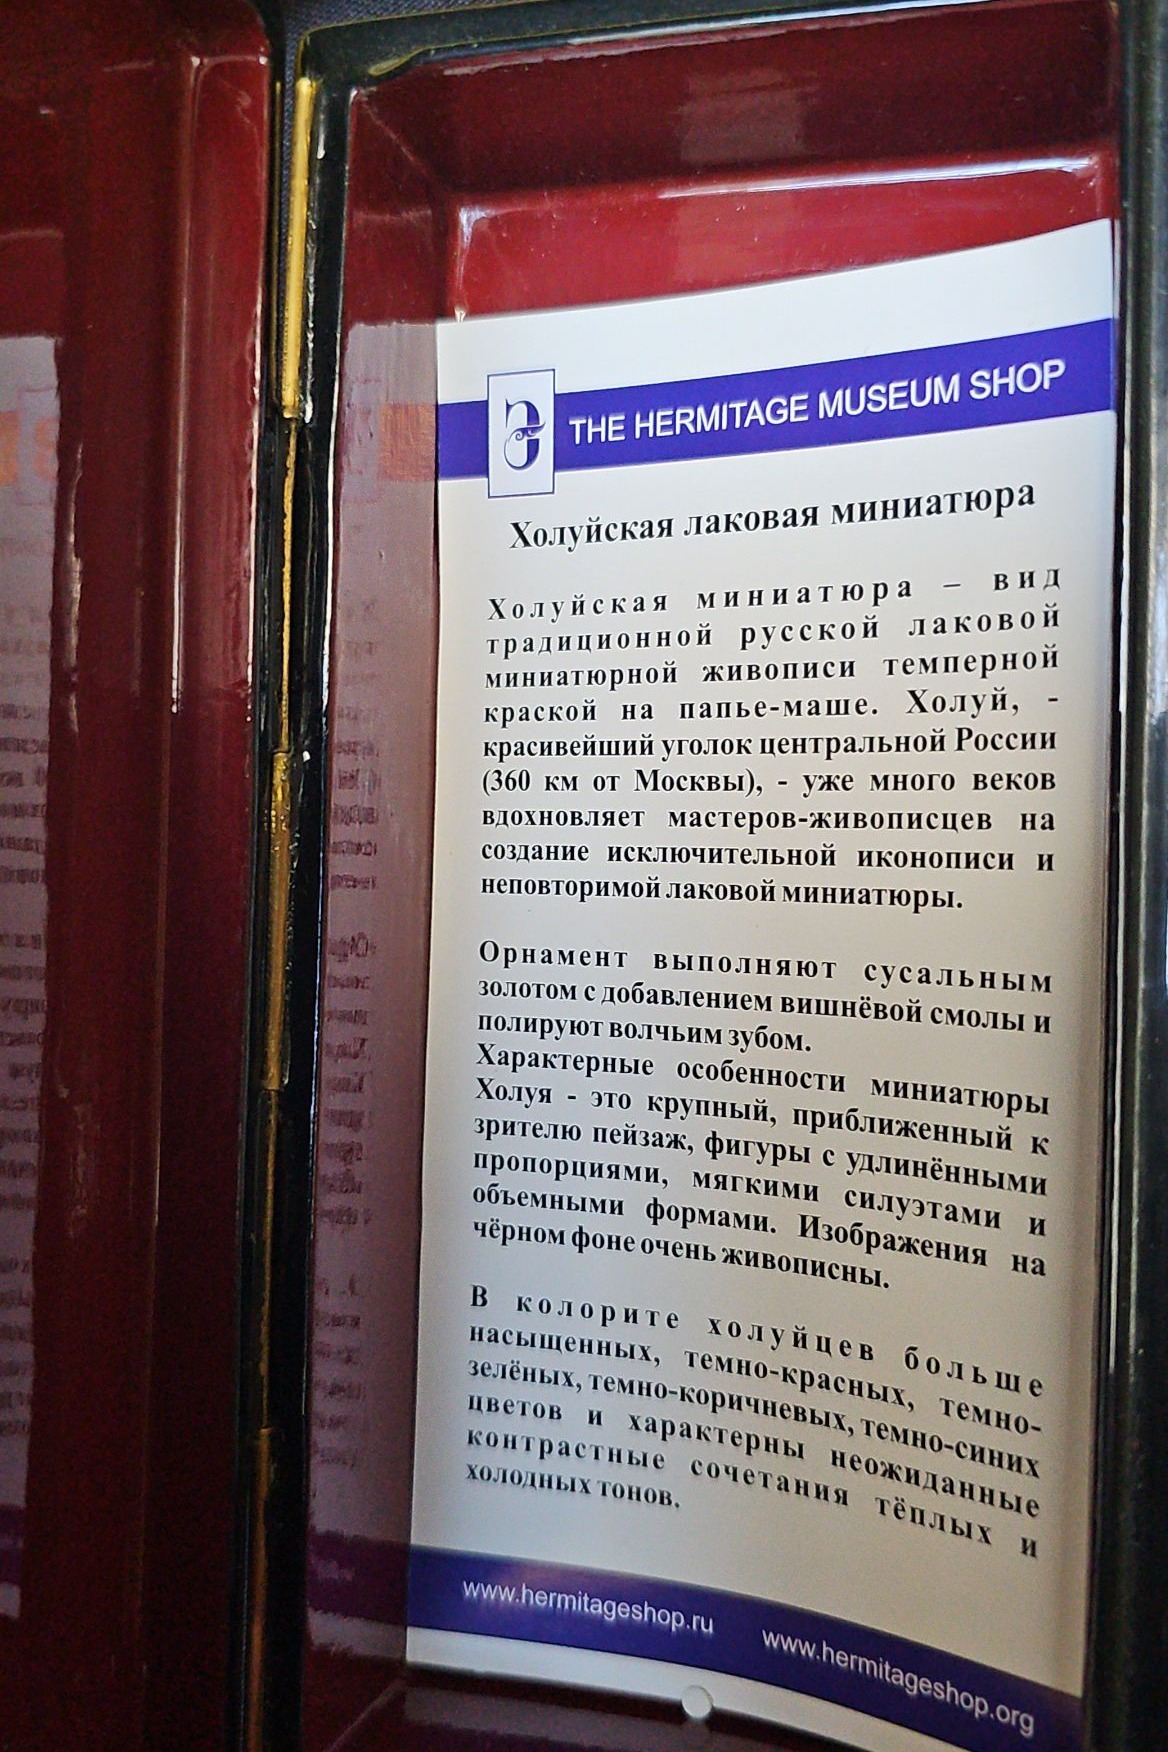 THE HERMITAGE MUSEUM SHOP
Холуйская лаковая миниатюра
Холуйская миниатюра – вид
традиционной русской лаковой
миниатюрной живописи темперной
краской на папье-маше. Холуй, -
красивейший уголок центральной России
(360 км от Москвы), - уже много веков
вдохновляет мастеров-живописцев на
создание исключительной иконописи и
неповторимой лаковой миниатюры.
Орнамент выполняют сусальным
золотом с добавлением вишнёвой смолы и
полируют волчьим зубом.
Характерные особенности миниатюры
Холуя - это крупный, приближенный к
зрителю пейзаж, фигуры с удлинёнными
пропорциями, мягкими силуэтами и
объемными формами. Изображения на
чёрном фоне очень живописны.
В колорите холуйцев больше
насыщенных, темно-красных, темно-
зелёных, темно-коричневых, темно-синих
цветов и характерны неожиданные
контрастные сочетания тёплых и
холодных тонов.
www.hermitageshop.ru www.hermitageshop.org